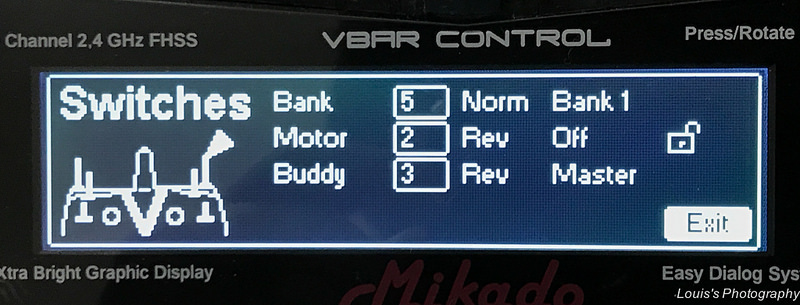 Channel 2,4 GHz FHSS
VBAR CONTROL
Press/Rotate
Switches
Bank 5 Norm Bank 1
Motor 2 Rev Off
Buddy 3 Rev Master
Exit
Xtra Bright Graphic Display
Mikado
Easy Dialog Sys
Louis's Photography